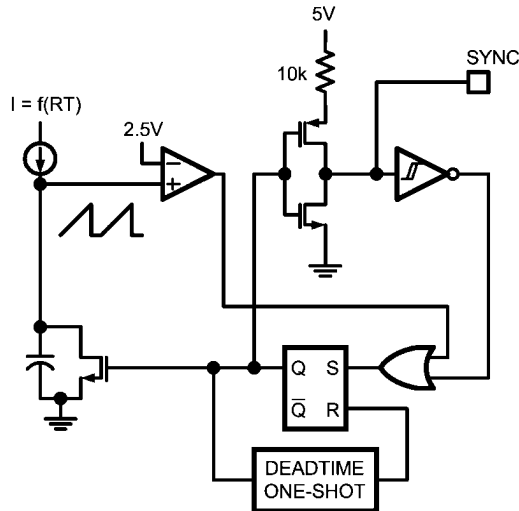 5V
SYNC
10k
I = f(RT)
2.5V
−
+
Q S
Q̅ R
DEADTIME
ONE-SHOT